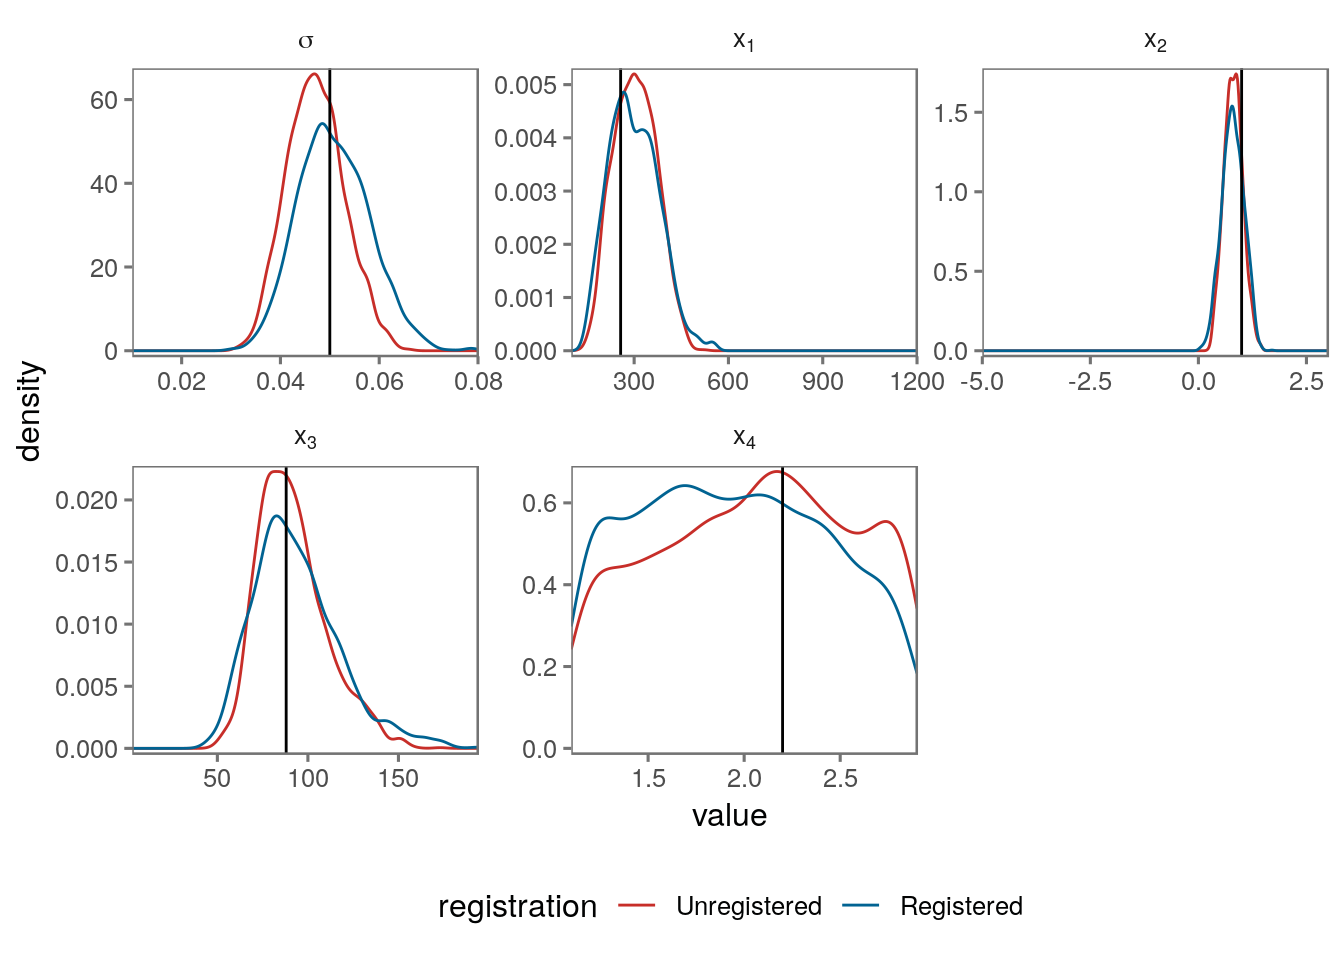 σ
x₁
x₂
60
40
20
0
0.02 0.04 0.06 0.08
0.005
0.004
0.003
0.002
0.001
0.000
300 600 900 1200
1.5
1.0
0.5
0.0
-5.0 -2.5 0.0 2.5
density
x₃
x₄
0.020
0.015
0.010
0.005
0.000
50 100 150
0.6
0.4
0.2
0.0
1.5 2.0 2.5
value
registration Unregistered Registered